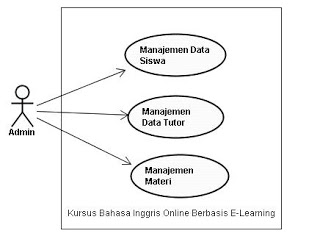 Manajemen Data
Siswa
Manajemen
Data Tutor
Admin
Manajemen
Materi
Kursus Bahasa Inggris Online Berbasis E-Learning